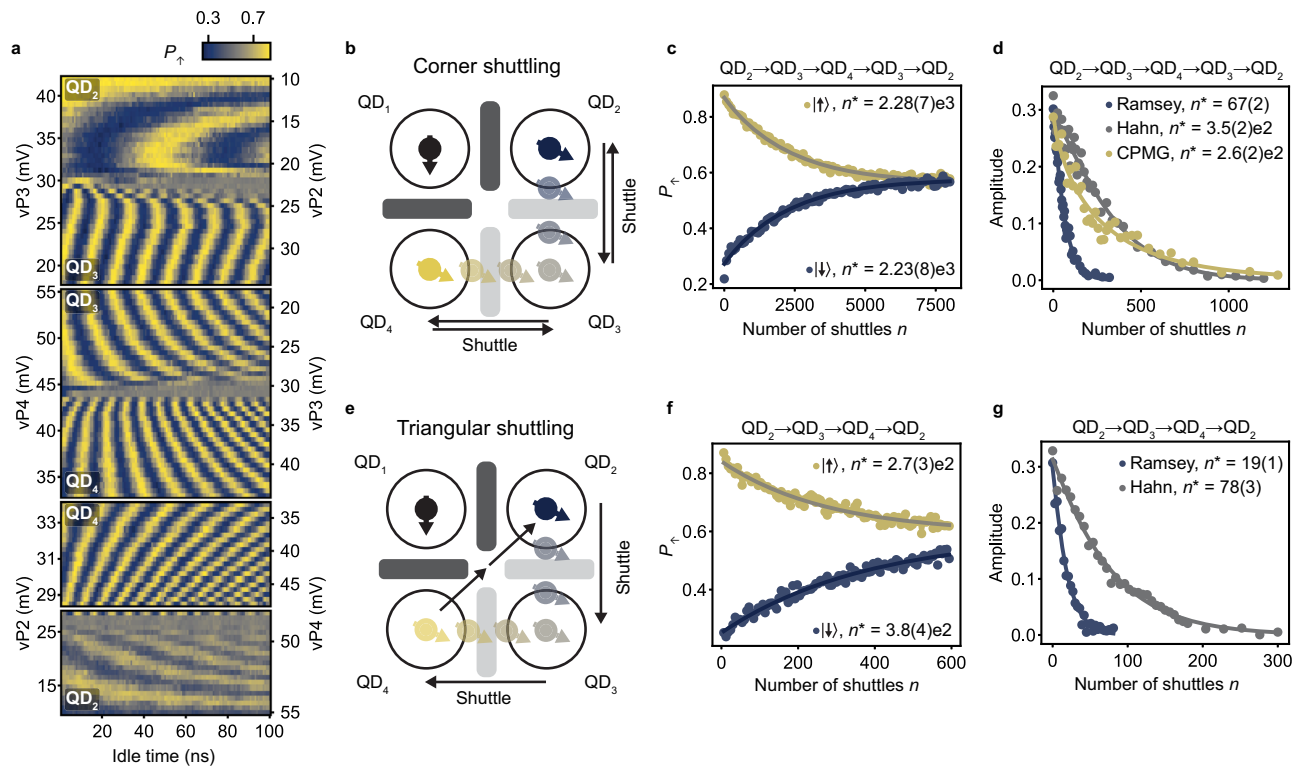 a
0.3 0.7
P↑
QD2
40
35
30
25
20
vP3 (mV)
QD3
10
15
20
25
30
vP2 (mV)
QD3
55
50
45
40
35
vP4 (mV)
QD4
20
25
30
35
40
vP3 (mV)
QD4
33
31
29
25
15
vP2 (mV)
QD2
35
40
45
50
55
vP4 (mV)
20 40 60 80 100
Idle time (ns)
b
Corner shuttling
QD1 QD2
Shuttle
QD4 QD3
Shuttle
c
QD2→QD3→QD4→QD3→QD2
|↑⟩, n* = 2.28(7)e3
|↓⟩, n* = 2.23(8)e3
0.8
0.6
0.4
0.2
P↑
0 2500 5000 7500
Number of shuttles n
d
QD2→QD3→QD4→QD3→QD2
Ramsey, n* = 67(2)
Hahn, n* = 3.5(2)e2
CPMG, n* = 2.6(2)e2
0.3
0.2
0.1
0.0
Amplitude
0 500 1000
Number of shuttles n
e
Triangular shuttling
QD1 QD2
Shuttle
QD4 QD3
Shuttle
f
QD2→QD3→QD4→QD2
|↑⟩, n* = 2.7(3)e2
|↓⟩, n* = 3.8(4)e2
0.8
0.6
0.4
P↑
0 200 400 600
Number of shuttles n
g
QD2→QD3→QD4→QD2
Ramsey, n* = 19(1)
Hahn, n* = 78(3)
0.3
0.2
0.1
0.0
Amplitude
0 100 200 300
Number of shuttles n